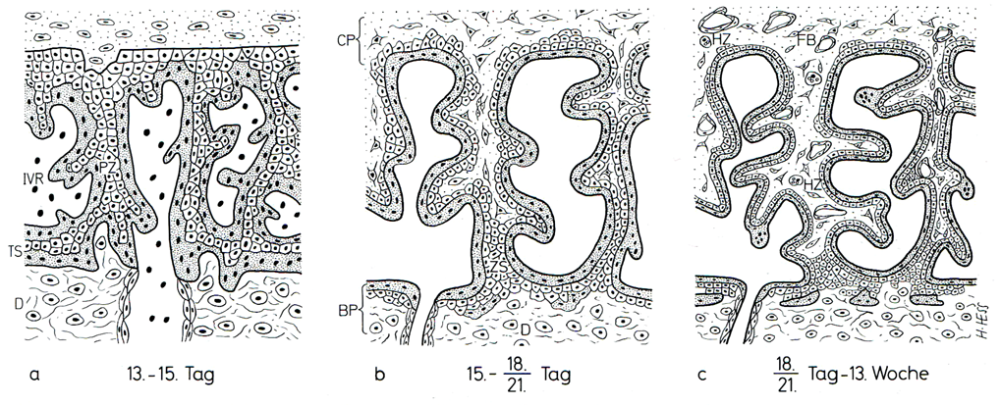 IVR
PZ
TS
D
a 13.-15. Tag
CP
ZS
BP
D
b 15.- 18./21. Tag
HZ
FB
HZ
H.HESS
c 18./21. Tag-13. Woche